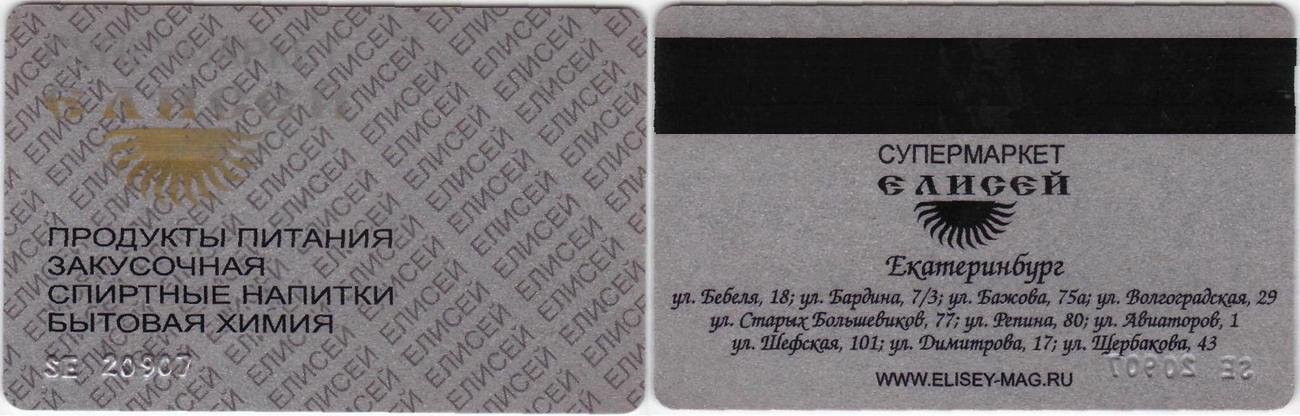 СУПЕРМАРКЕТ
ЕЛИСЕЙ
ПРОДУКТЫ ПИТАНИЯ
ЗАКУСОЧНАЯ
СПИРТНЫЕ НАПИТКИ
БЫТОВАЯ ХИМИЯ
SE 20907
СУПЕРМАРКЕТ
ЕЛИСЕЙ
Екатеринбург
ул. Бебеля, 18; ул. Бардина, 7/3; ул. Бажова, 75а; ул. Волгоградская, 29
ул. Старых Большевиков, 77; ул. Репина, 80; ул. Авиаторов, 1
ул. Шефская, 101; ул. Димитрова, 17; ул. Щербакова, 43
WWW.ELISEY-MAG.RU